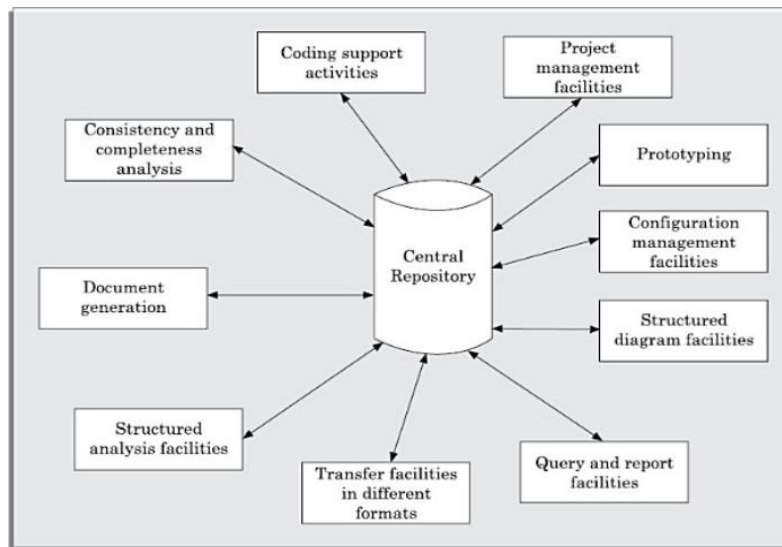 Coding support
activities
Project
management
facilities
Consistency and
completeness
analysis
Prototyping
Central
Repository
Configuration
management
facilities
Document
generation
Structured
diagram facilities
Structured
analysis facilities
Transfer facilities
in different
formats
Query and report
facilities